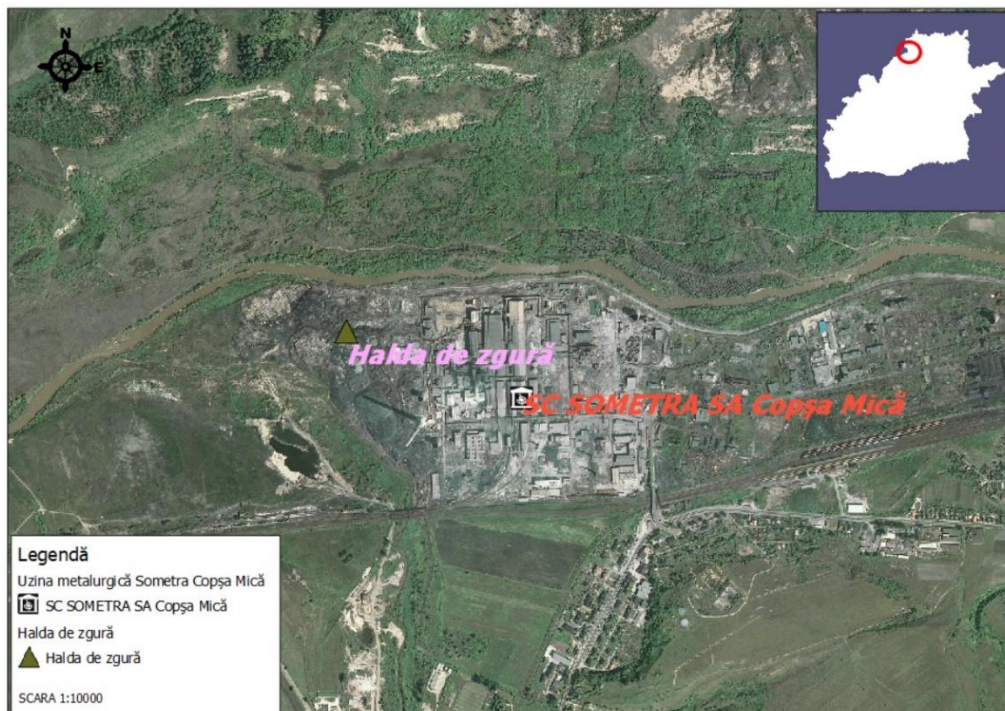 N
E
Halda de zgură
SC SOMETRA SA Copșa Mică
Legendă
Uzina metalurgică Sometra Copșa Mică
SC SOMETRA SA Copșa Mică
Halda de zgură
Halda de zgură
SCARA 1:10000